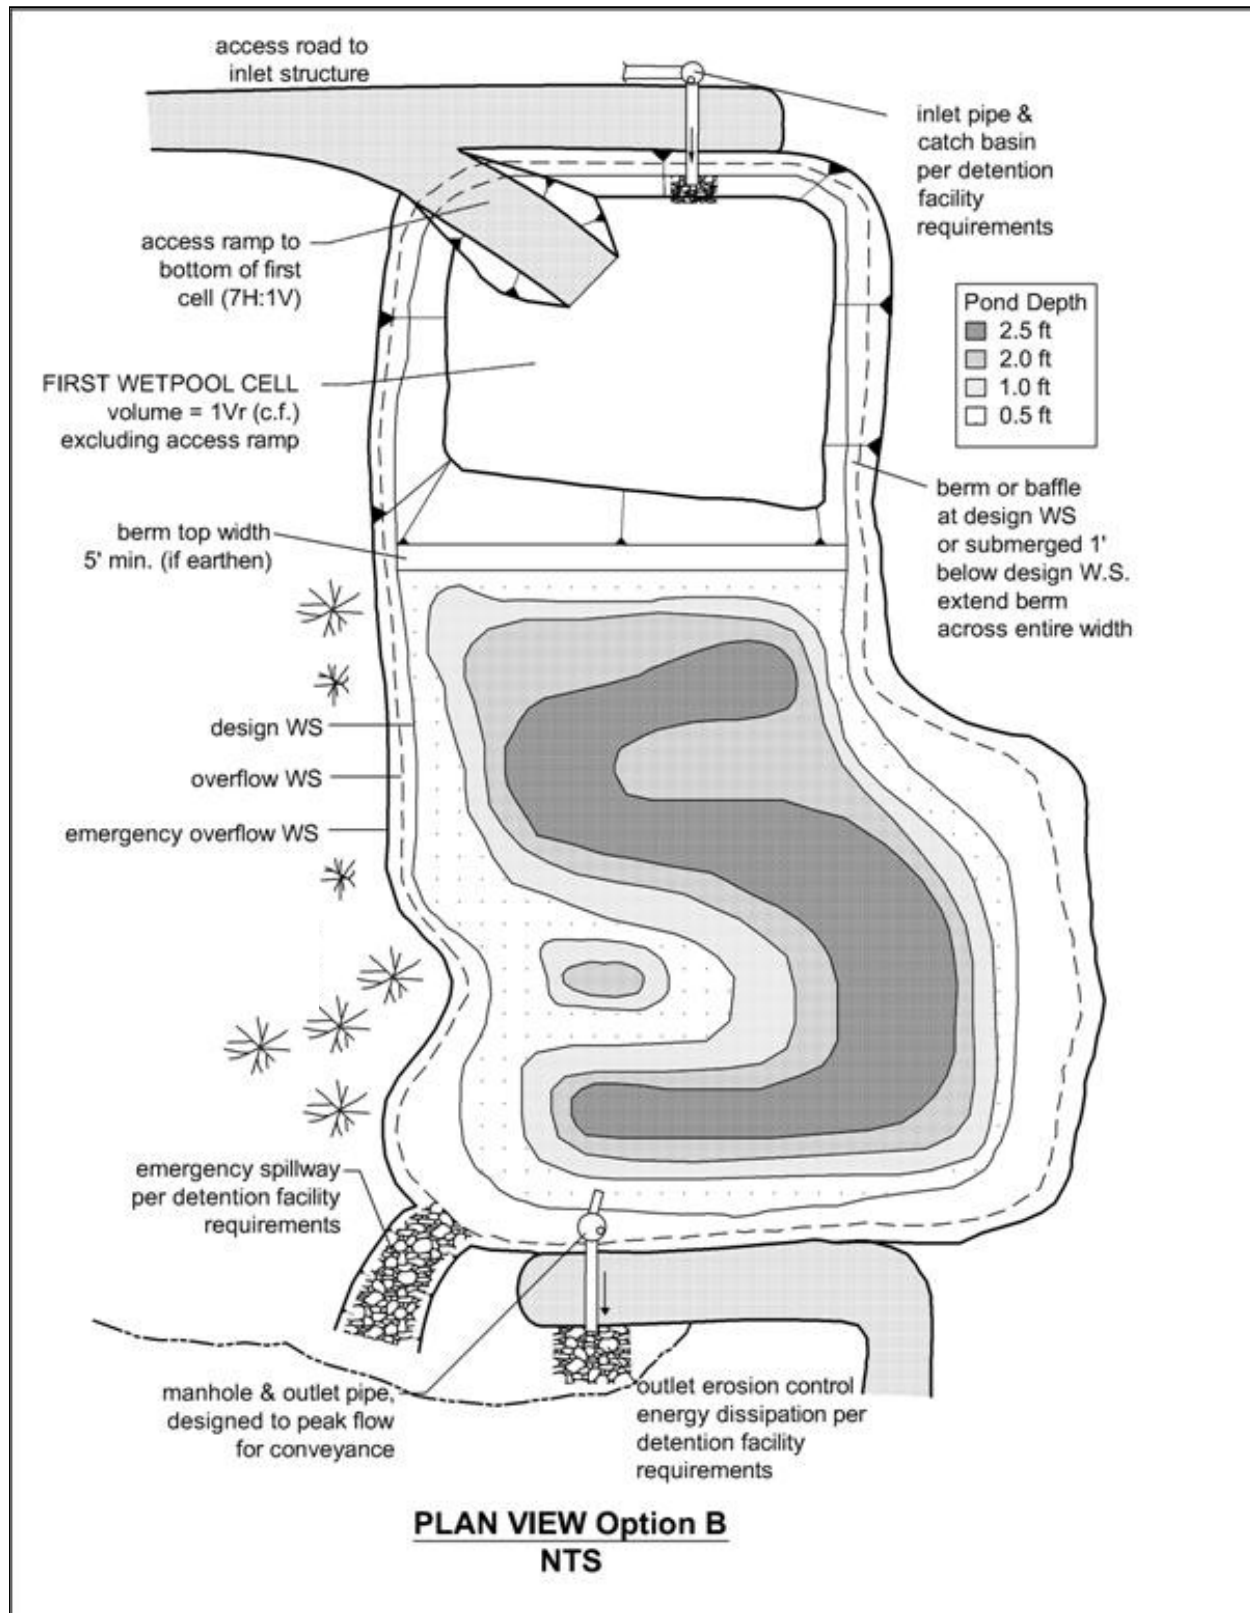 access road to
inlet structure
inlet pipe &
catch basin
per detention
facility
requirements
access ramp to
bottom of first
cell (7H:1V)
Pond Depth
2.5 ft
2.0 ft
1.0 ft
0.5 ft
FIRST WETPOOL CELL
volume = 1Vr (c.f.)
excluding access ramp
berm or baffle
at design WS
or submerged 1'
below design W.S.
extend berm
across entire width
berm top width
5' min. (if earthen)
design WS
overflow WS
emergency overflow WS
emergency spillway
per detention facility
requirements
manhole & outlet pipe,
designed to peak flow
for conveyance
outlet erosion control
energy dissipation per
detention facility
requirements
PLAN VIEW Option B
NTS